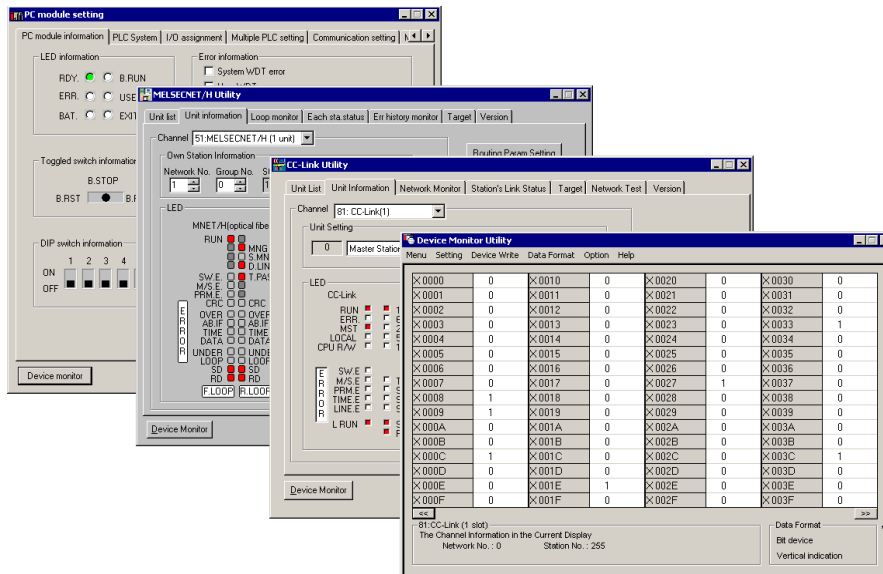 PC module setting
PC module information PLC System I/O assignment Multiple PLC setting Communication setting
LED information
RDY. B.RUN
ERR. USE
BAT. EXIT
Error information
System WDT error
Toggled switch information
B.STOP
B.RST
DIP switch information
1 2 3 4
ON
OFF
Device monitor
MELSECNET/H Utility
Unit list Unit information Loop monitor Each sta.status Err history monitor Target Version
Channel 51:MELSECNET/H (1 unit)
Own Station Information
Routing Param Setting
Network No. Group No.
1 0
LED
MNET/H(optical fibe
RUN
MNG
S.MN
D.LIN
SW.E. T.PAS
M/S.E.
PRM.E.
CRC CRC
OVER OVER
AB.IF AB.IF
TIME TIME
DATA DATA
UNDER UNDE
LOOP LOOP
SD SD
RD RD
ERROR
F.LOOP R.LOOP
Device Monitor
CC-Link Utility
Unit List Unit Information Network Monitor Station's Link Status Target Network Test Version
Channel 81: CC-Link(1)
Unit Setting
0 Master Station
LED
CC-Link
RUN
ERR.
MST
LOCAL
CPU R/W
ERROR
SW.E
M/S.E
PRM.E
TIME.E
LINE.E
L RUN
Device Monitor
Device Monitor Utility
Menu Setting Device Write Data Format Option Help
X0000 0 X0010 0 X0020 0 X0030 0
X0001 0 X0011 0 X0021 0 X0031 0
X0002 0 X0012 0 X0022 0 X0032 0
X0003 0 X0013 0 X0023 0 X0033 1
X0004 0 X0014 0 X0024 0 X0034 0
X0005 0 X0015 0 X0025 0 X0035 0
X0006 0 X0016 0 X0026 0 X0036 0
X0007 0 X0017 0 X0027 1 X0037 0
X0008 1 X0018 0 X0028 0 X0038 0
X0009 1 X0019 0 X0029 0 X0039 0
X000A 0 X001A 0 X002A 0 X003A 0
X000B 0 X001B 0 X002B 0 X003B 0
X000C 1 X001C 0 X002C 0 X003C 1
X000D 0 X001D 0 X002D 0 X003D 0
X000E 0 X001E 1 X002E 0 X003E 0
X000F 0 X001F 0 X002F 0 X003F 0
<< >>
81:CC-Link (1 slot)
The Channel Information in the Current Display
Network No. : 0 Station No. : 255
Data Format
Bit device
Vertical indication